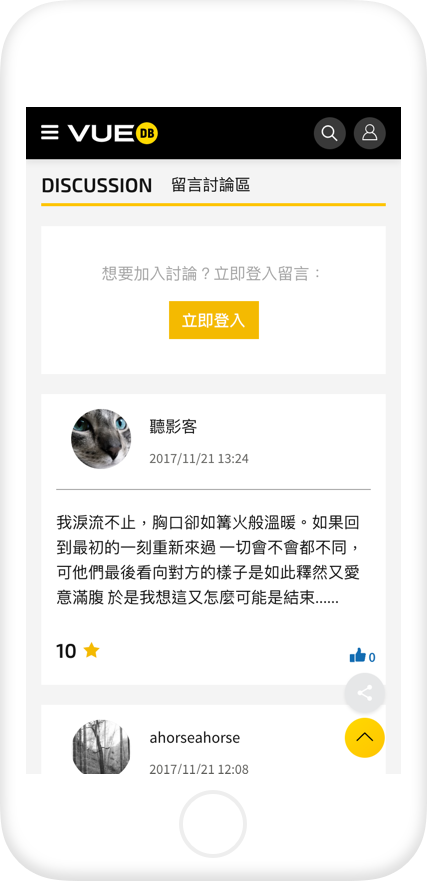 VUE DB
DISCUSSION 留言討論區
想要加入討論？立即登入留言：
立即登入
聽影客
2017/11/21 13:24
我淚流不止，胸口卻如篝火般溫暖。如果回
到最初的一刻重新來過 一切會不會都不同，
可他們最後看向對方的樣子是如此釋然又愛
意滿腹 於是我想這又怎麼可能是結束......
10
0
ahorseahorse
2017/11/21 12:08